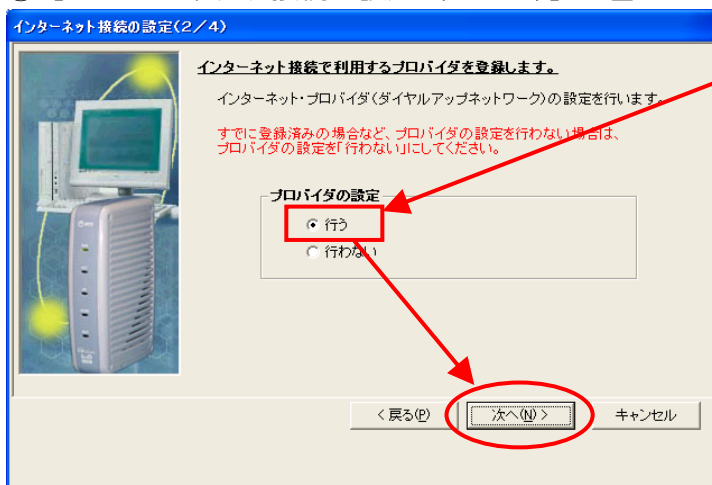 インターネット接続の設定(2/4)
インターネット接続で利用するプロバイダを登録します。
インターネット・プロバイダ(ダイヤルアップネットワーク)の設定を行います。
すでに登録済みの場合など、プロバイダの設定を行わない場合は、
プロバイダの設定を「行わない」にしてください。
プロバイダの設定
行う
行わない
< 戻る(P)
次へ(N) >
キャンセル